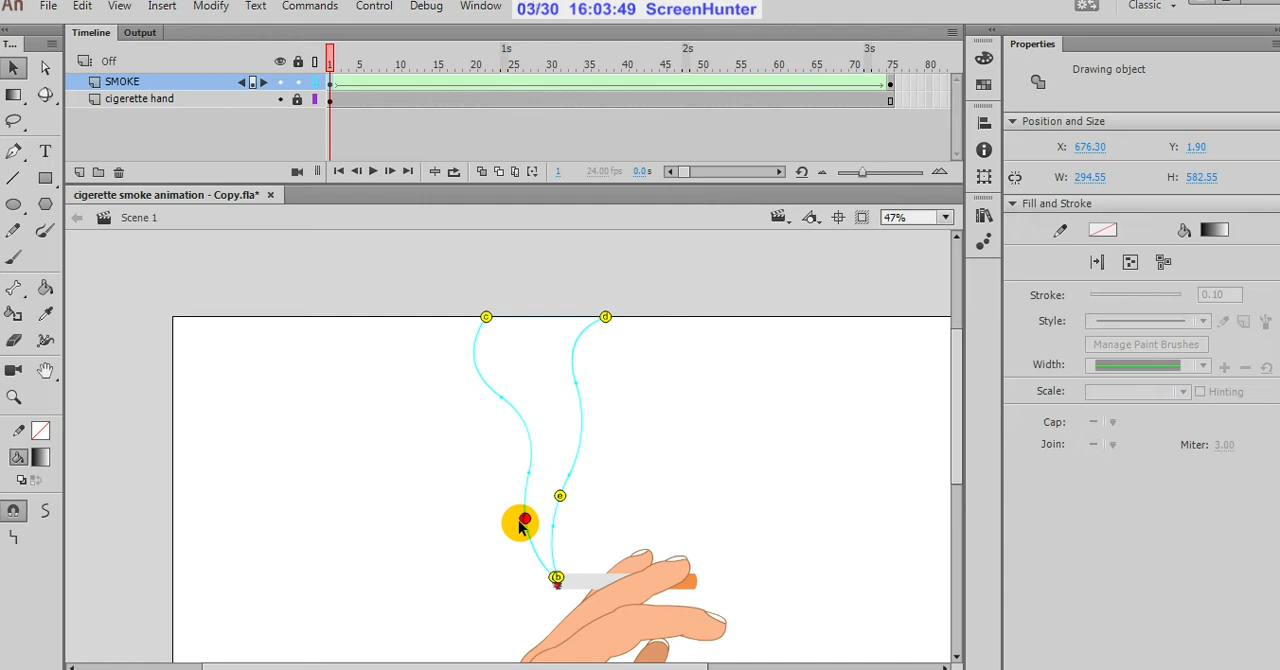 An File Edit View Insert Modify Text Commands Control Debug Window 03/30 16:03:49 ScreenHunter Classic
T... Timeline Output Properties
Off 1s 2s 3s
1 5 10 15 20 25 30 35 40 45 50 55 60 65 70 75 80
Drawing object
SMOKE
cigerette hand
Position and Size
X: 676.30 Y: 1.90
W: 294.55 H: 582.55
1 24.00 fps 0.0s
cigerette smoke animation - Copy.fla* ×
Scene 1 47%
Fill and Stroke
Stroke: 0.10
Style:
Manage Paint Brushes
Width:
Scale: Hinting
Cap:
Join: Miter: 3.00
c d
e
b